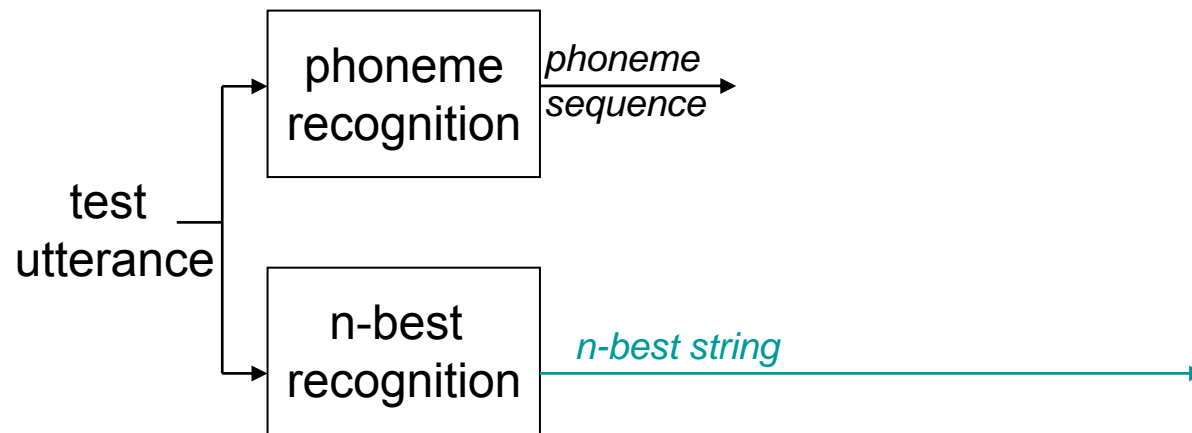 test
utterance
phoneme
recognition
phoneme
sequence
n-best
recognition
n-best string